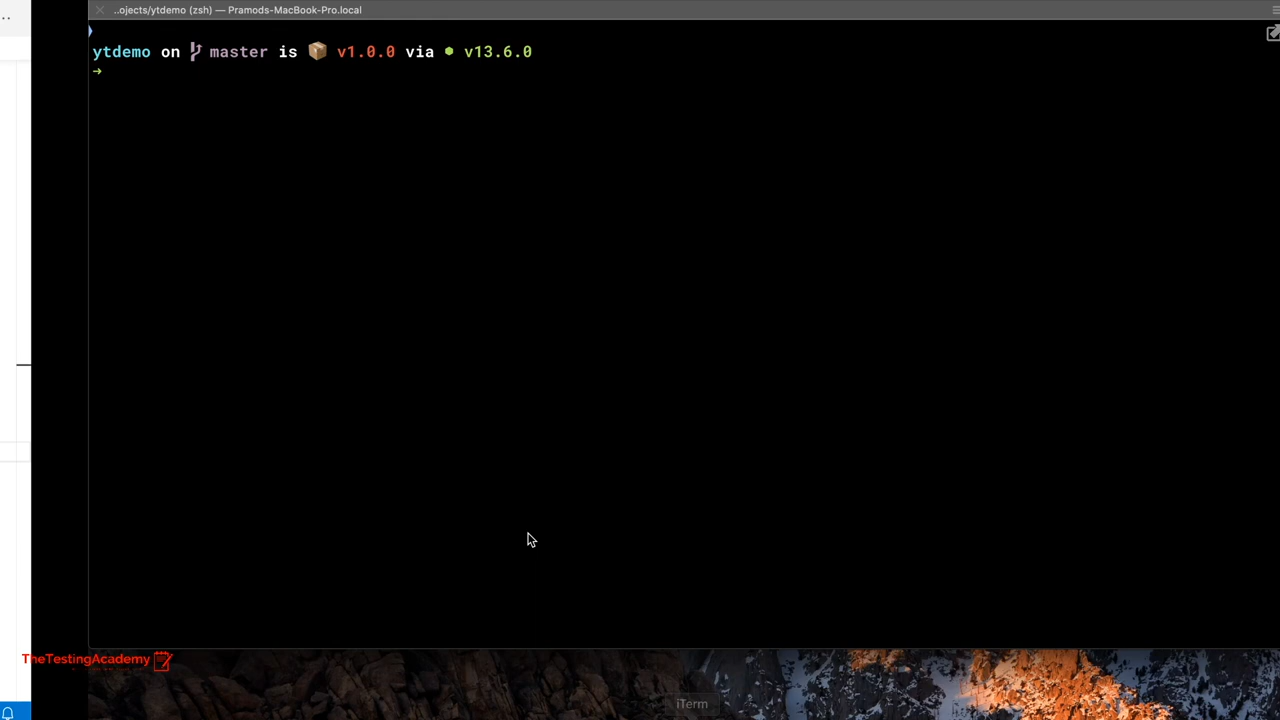 ..ojects/ytdemo (zsh) — Pramods-MacBook-Pro.local
ytdemo on master is 📦 v1.0.0 via ⬢ v13.6.0
➜
TheTestingAcademy
iTerm